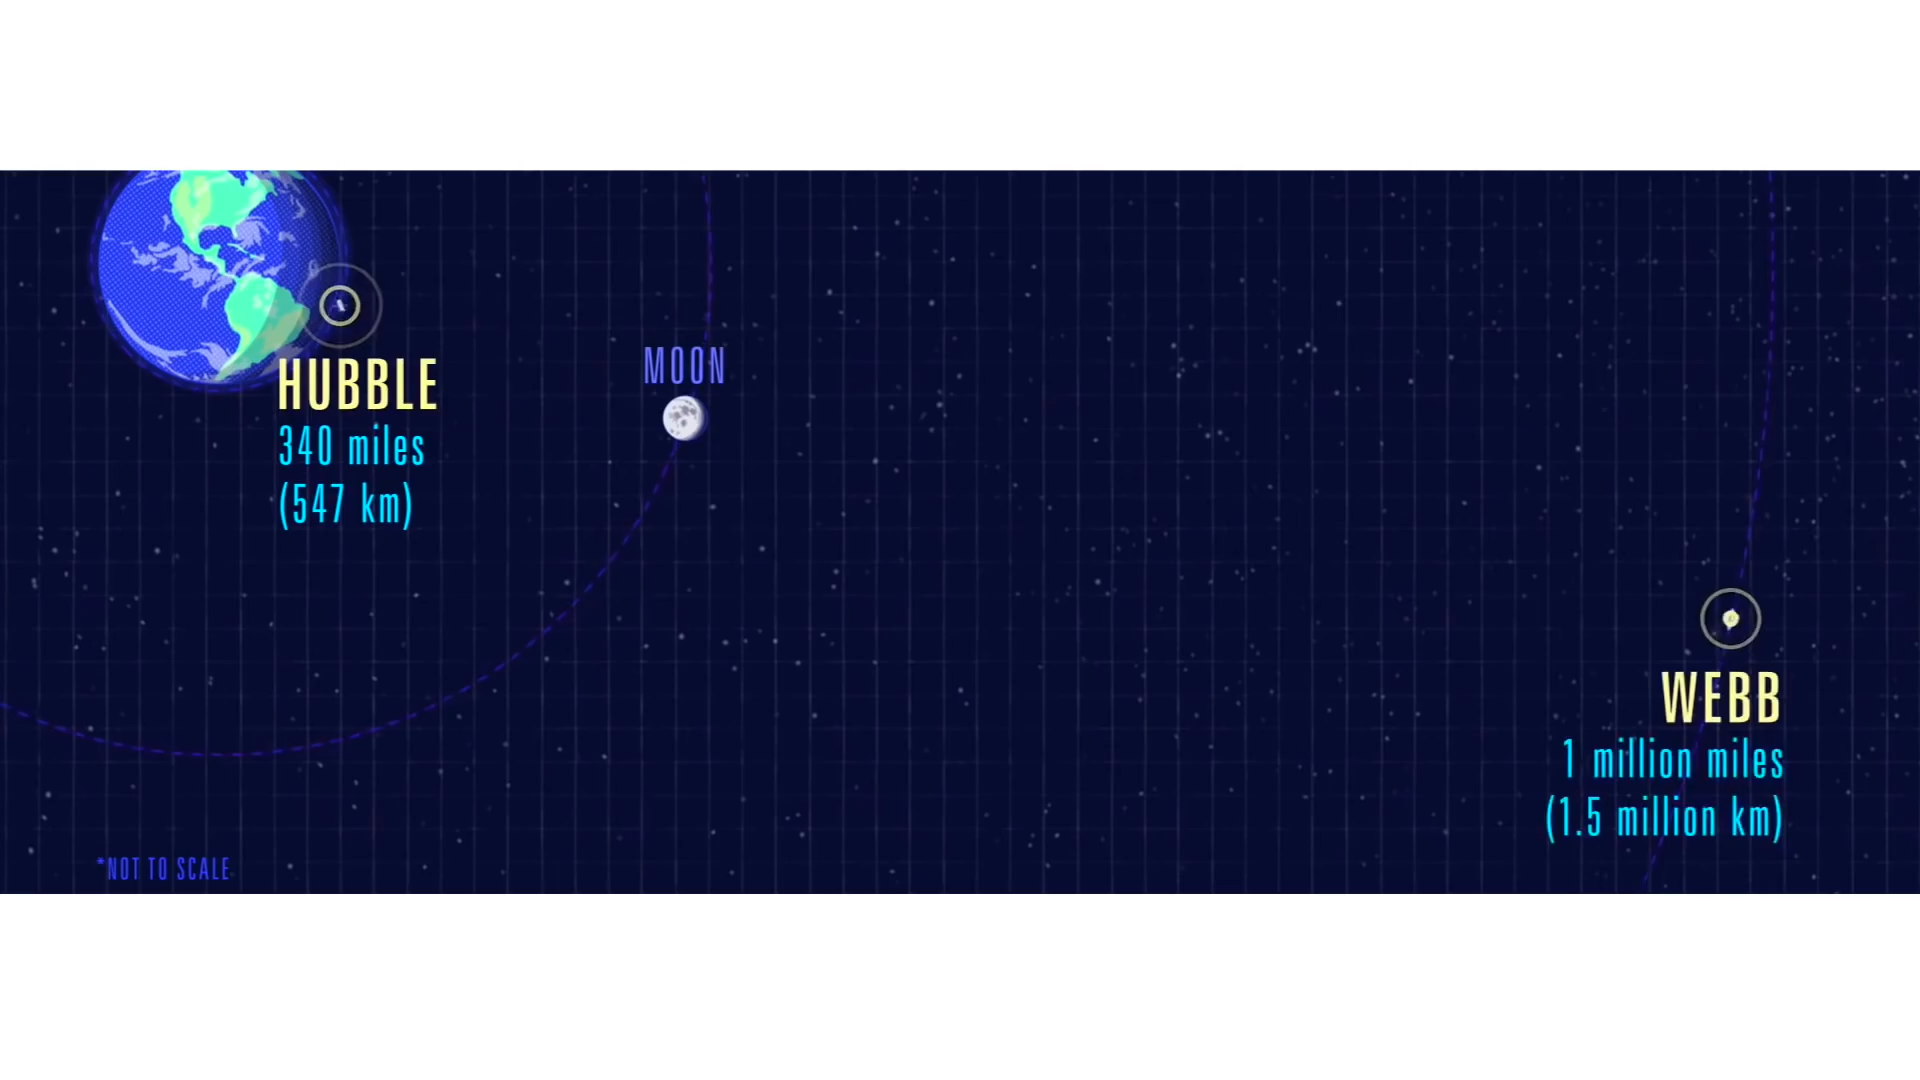 HUBBLE
340 miles
(547 km)
MOON
WEBB
1 million miles
(1.5 million km)
*NOT TO SCALE